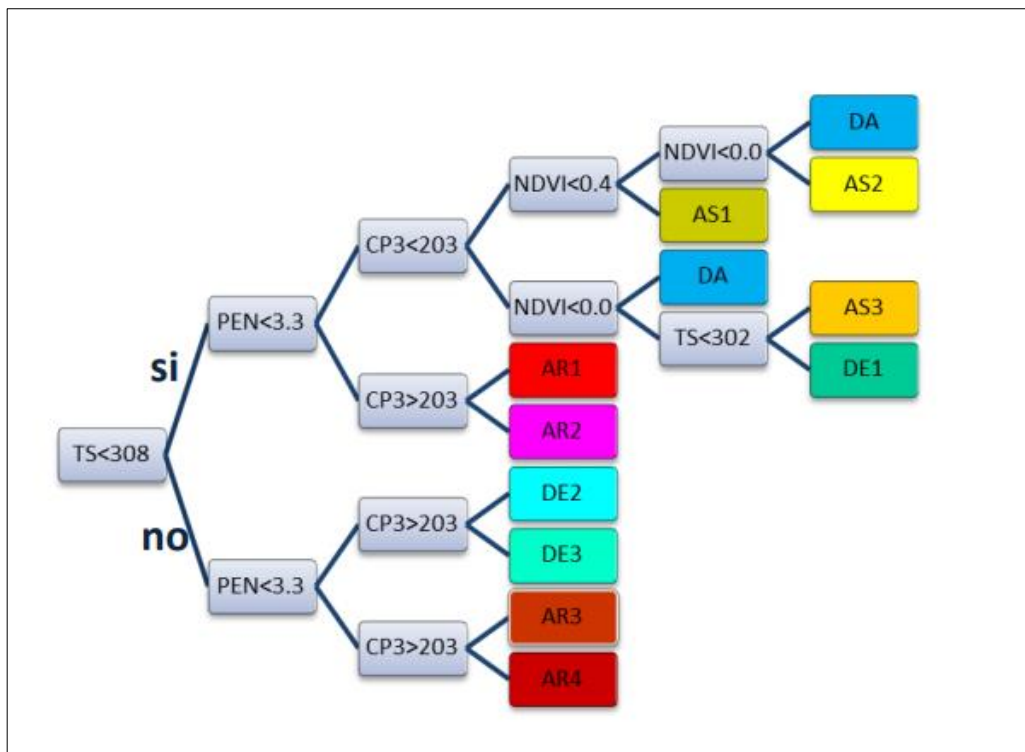 DA
NDVI<0.0
NDVI<0.4
AS2
AS1
CP3<203
DA
NDVI<0.0
AS3
PEN<3.3
TS<302
si
DE1
AR1
CP3>203
AR2
TS<308
DE2
CP3>203
no
DE3
PEN<3.3
AR3
CP3>203
AR4